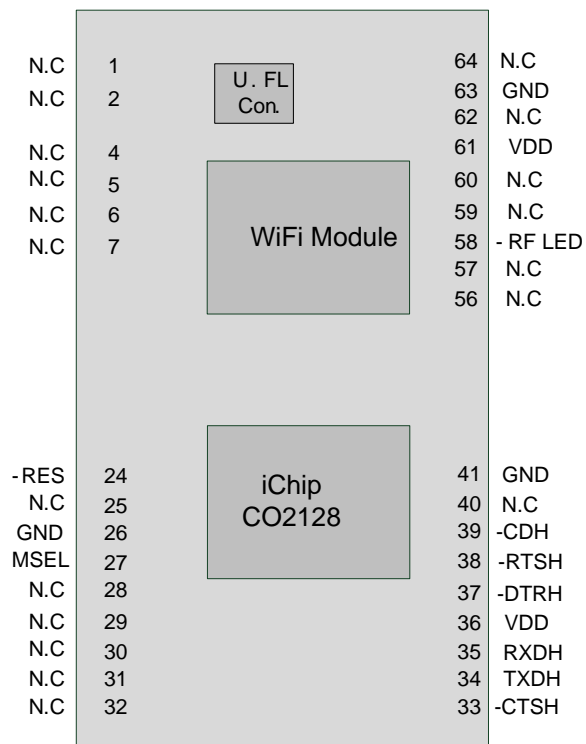 N.C 1
N.C 2
N.C 4
N.C 5
N.C 6
N.C 7
U. FL
Con.
WiFi Module
64 N.C
63 GND
62 N.C
61 VDD
60 N.C
59 N.C
58 - RF LED
57 N.C
56 N.C
-RES 24
N.C 25
GND 26
MSEL 27
N.C 28
N.C 29
N.C 30
N.C 31
N.C 32
iChip
CO2128
41 GND
40 N.C
39 -CDH
38 -RTSH
37 -DTRH
36 VDD
35 RXDH
34 TXDH
33 -CTSH